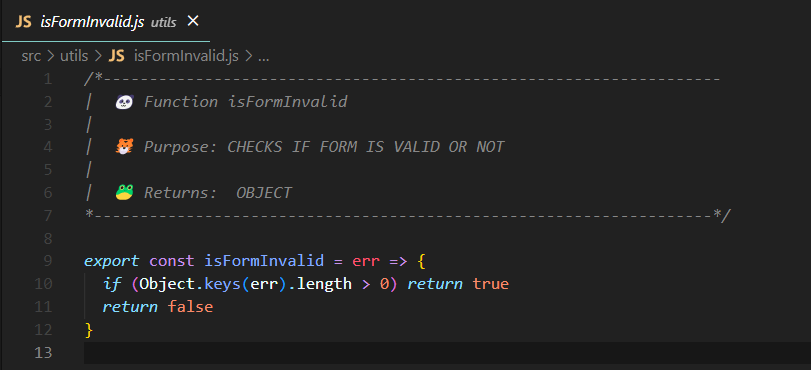 JS isFormInvalid.js utils ×
src > utils > JS isFormInvalid.js > ...
1 /*-------------------------------------------------------------------
2 | 🐼 Function isFormInvalid
3 |
4 | 🐯 Purpose: CHECKS IF FORM IS VALID OR NOT
5 |
6 | 🐸 Returns:  OBJECT
7 *-------------------------------------------------------------------*/
8
9 export const isFormInvalid = err => {
10   if (Object.keys(err).length > 0) return true
11   return false
12 }
13